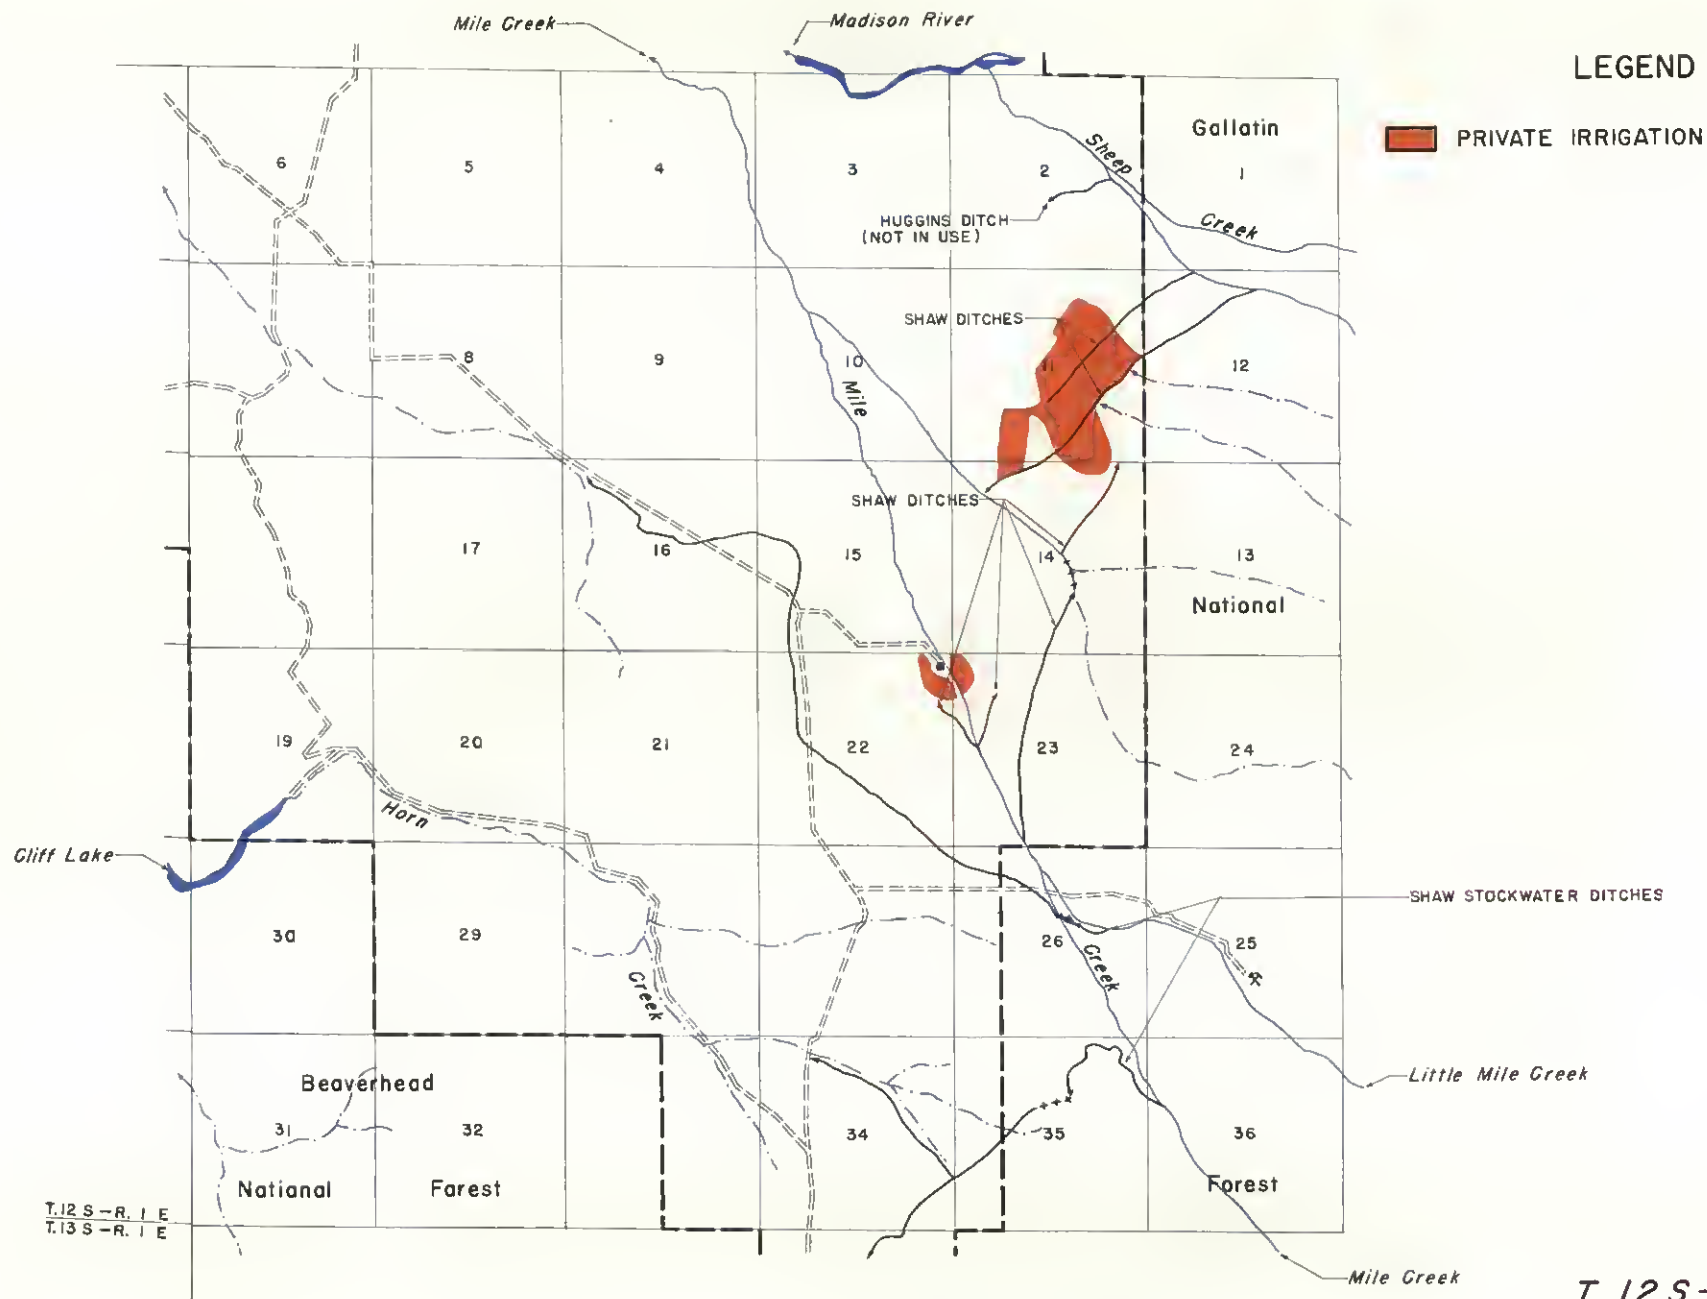 Mile Creek
Madison River
LEGEND
PRIVATE IRRIGATION
Gallatin
6
5
4
3
2
1
Sheep
Creek
HUGGINS DITCH
(NOT IN USE)
SHAW DITCHES
8
9
10
11
12
Mile
SHAW DITCHES
17
16
15
14
13
National
19
20
21
22
23
24
Horn
Cliff Lake
SHAW STOCKWATER DITCHES
30
29
26
25
Creek
Creek
Beaverhead
Little Mile Creek
31
32
34
35
36
National
Farest
Forest
T. 12 S - R. 1 E
T. 13 S - R. 1 E
Mile Creek
T. 12 S -